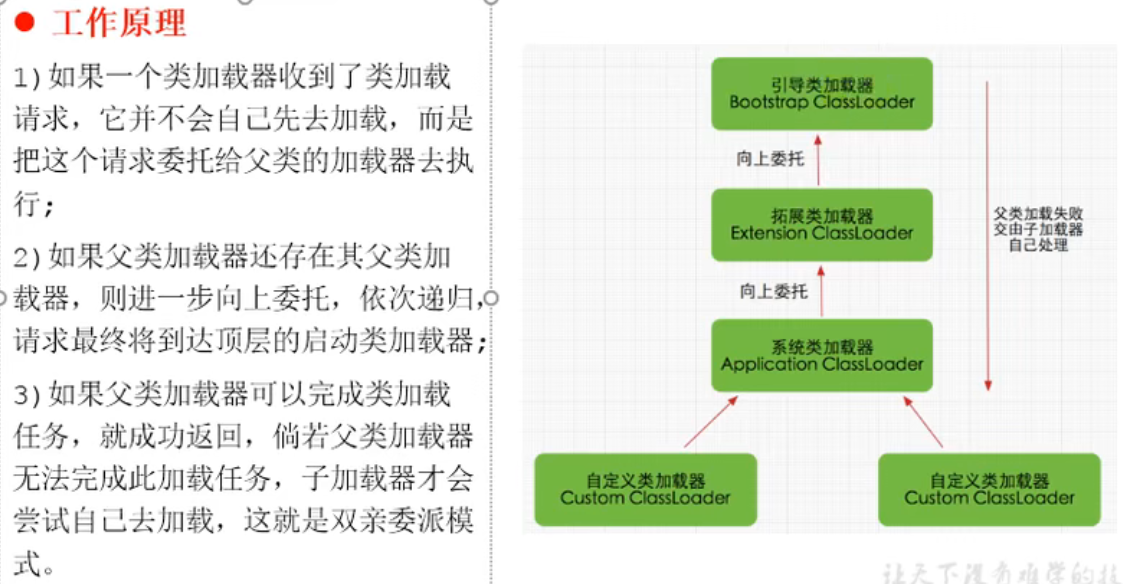 ● 工作原理
1)如果一个类加载器收到了类加载
请求，它并不会自己先去加载，而是
把这个请求委托给父类的加载器去执
行;
2)如果父类加载器还存在其父类加
载器，则进一步向上委托，依次递归，
请求最终将到达顶层的启动类加载器;
3)如果父类加载器可以完成类加载
任务，就成功返回，倘若父类加载器
无法完成此加载任务，子加载器才会
尝试自己去加载，这就是双亲委派模
式。
引导类加载器
Bootstrap ClassLoader
向上委托
拓展类加载器
Extension ClassLoader
父类加载失败
交由子加载器
自己处理
向上委托
系统类加载器
Application ClassLoader
自定义类加载器
Custom ClassLoader
自定义类加载器
Custom ClassLoader
让天下没有难学的技